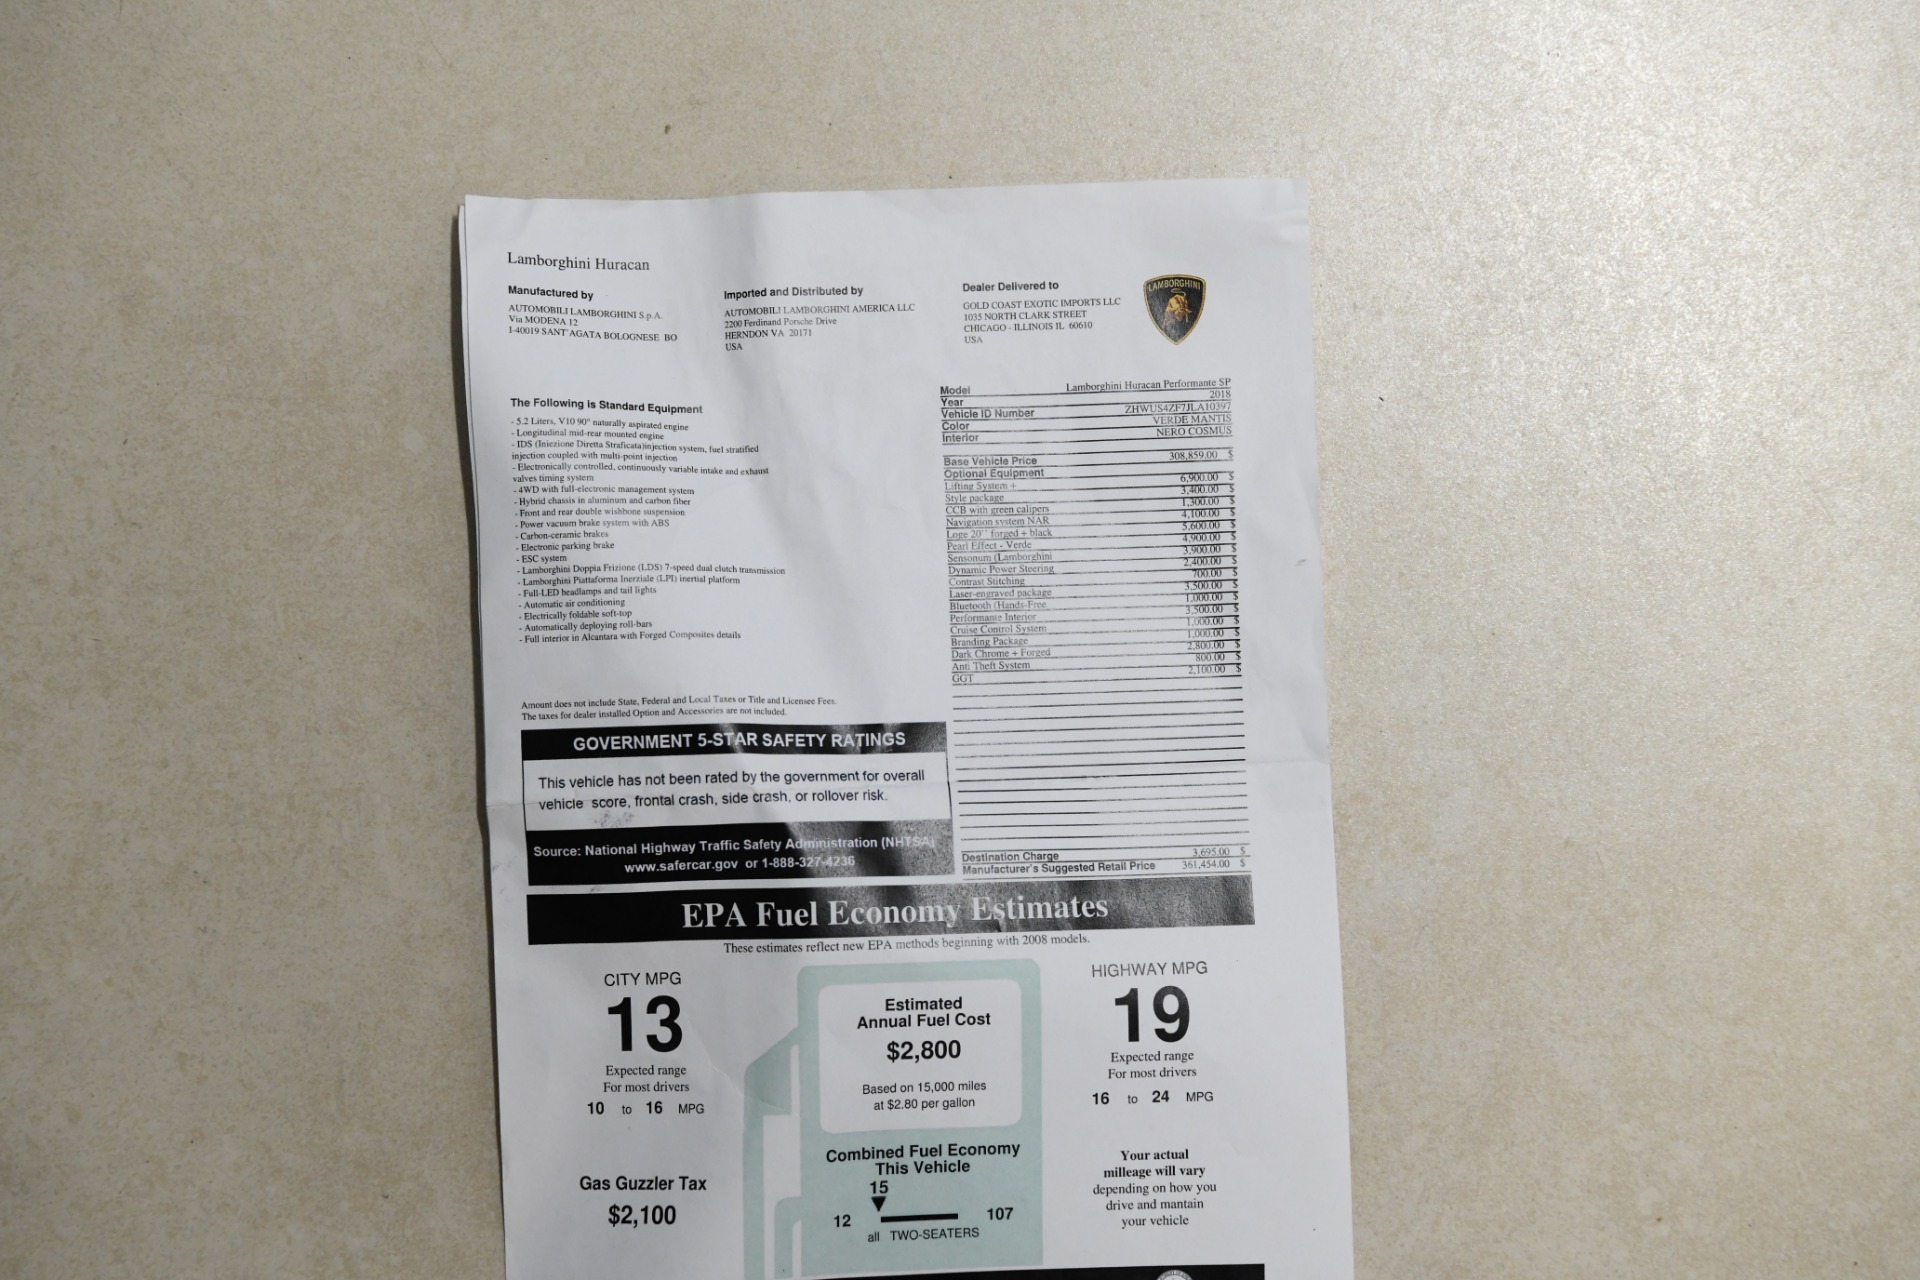 Lamborghini Huracan
Manufactured by
AUTOMOBILI LAMBORGHINI S.p.A.
Via MODENA 12
I-40019 SANT'AGATA BOLOGNESE BO
Imported and Distributed by
AUTOMOBILI LAMBORGHINI AMERICA LLC
2200 Ferdinand Porsche Drive
HERNDON VA 20171
USA
Dealer Delivered to
GOLD COAST EXOTIC IMPORTS LLC
1035 NORTH CLARK STREET
CHICAGO - ILLINOIS IL 60610
USA
LAMBORGHINI
The Following is Standard Equipment
- 5.2 Liters, V10 90° naturally aspirated engine
- Longitudinal mid-rear mounted engine
- IDS (Iniezione Diretta Straficata)injection system, fuel stratified
injection coupled with multi-point injection
- Electronically controlled, continuously variable intake and exhaust
valves timing system
- 4WD with full-electronic management system
- Hybrid chassis in aluminum and carbon fiber
- Front and rear double wishbone suspension
- Power vacuum brake system with ABS
- Carbon-ceramic brakes
- Electronic parking brake
- ESC system
- Lamborghini Doppia Frizione (LDS) 7-speed dual clutch transmission
- Lamborghini Piattaforma Inerziale (LPI) inertial platform
- Full-LED headlamps and tail lights
- Automatic air conditioning
- Electrically foldable soft-top
- Automatically deploying roll-bars
- Full interior in Alcantara with Forged Composites details
Model Lamborghini Huracan Performante SP
Year 2018
Vehicle ID Number ZHWUS4ZF7JLA10397
Color VERDE MANTIS
Interior NERO COSMUS
Base Vehicle Price 308,859.00 $
Optional Equipment
Lifting System + 6,900.00 $
Style package 3,400.00 $
CCB with green calipers 1,300.00 $
Navigation system NAR 4,100.00 $
Loge 20'' forged + black 5,600.00 $
Pearl Effect - Verde 4,900.00 $
Sensonum (Lamborghini 3,900.00 $
Dynamic Power Steering 2,400.00 $
Contrast Stitching 700.00 $
Laser-engraved package 3,500.00 $
Bluetooth (Hands-Free 1,000.00 $
Performante Interior 3,500.00 $
Cruise Control System 1,000.00 $
Branding Package 1,000.00 $
Dark Chrome + Forged 2,800.00 $
Anti Theft System 800.00 $
GGT 2,100.00 $
Destination Charge 3,695.00 $
Manufacturer's Suggested Retail Price 361,454.00 $
Amount does not include State, Federal and Local Taxes or Title and Licensee Fees.
The taxes for dealer installed Option and Accessories are not included.
GOVERNMENT 5-STAR SAFETY RATINGS
This vehicle has not been rated by the government for overall
vehicle score, frontal crash, side crash, or rollover risk.
Source: National Highway Traffic Safety Administration (NHTSA)
www.safercar.gov or 1-888-327-4236
EPA Fuel Economy Estimates
These estimates reflect new EPA methods beginning with 2008 models.
CITY MPG
13
Expected range
For most drivers
10 to 16 MPG
Gas Guzzler Tax
$2,100
Estimated
Annual Fuel Cost
$2,800
Based on 15,000 miles
at $2.80 per gallon
Combined Fuel Economy
This Vehicle
15
12 107
all TWO-SEATERS
HIGHWAY MPG
19
Expected range
For most drivers
16 to 24 MPG
Your actual
mileage will vary
depending on how you
drive and mantain
your vehicle